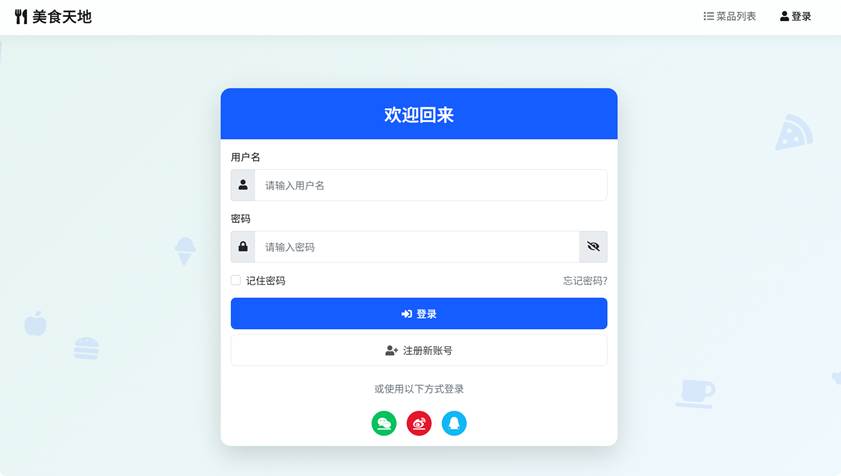 美食天地
菜品列表
登录
欢迎回来
用户名
请输入用户名
密码
请输入密码
记住密码
忘记密码?
登录
注册新账号
或使用以下方式登录